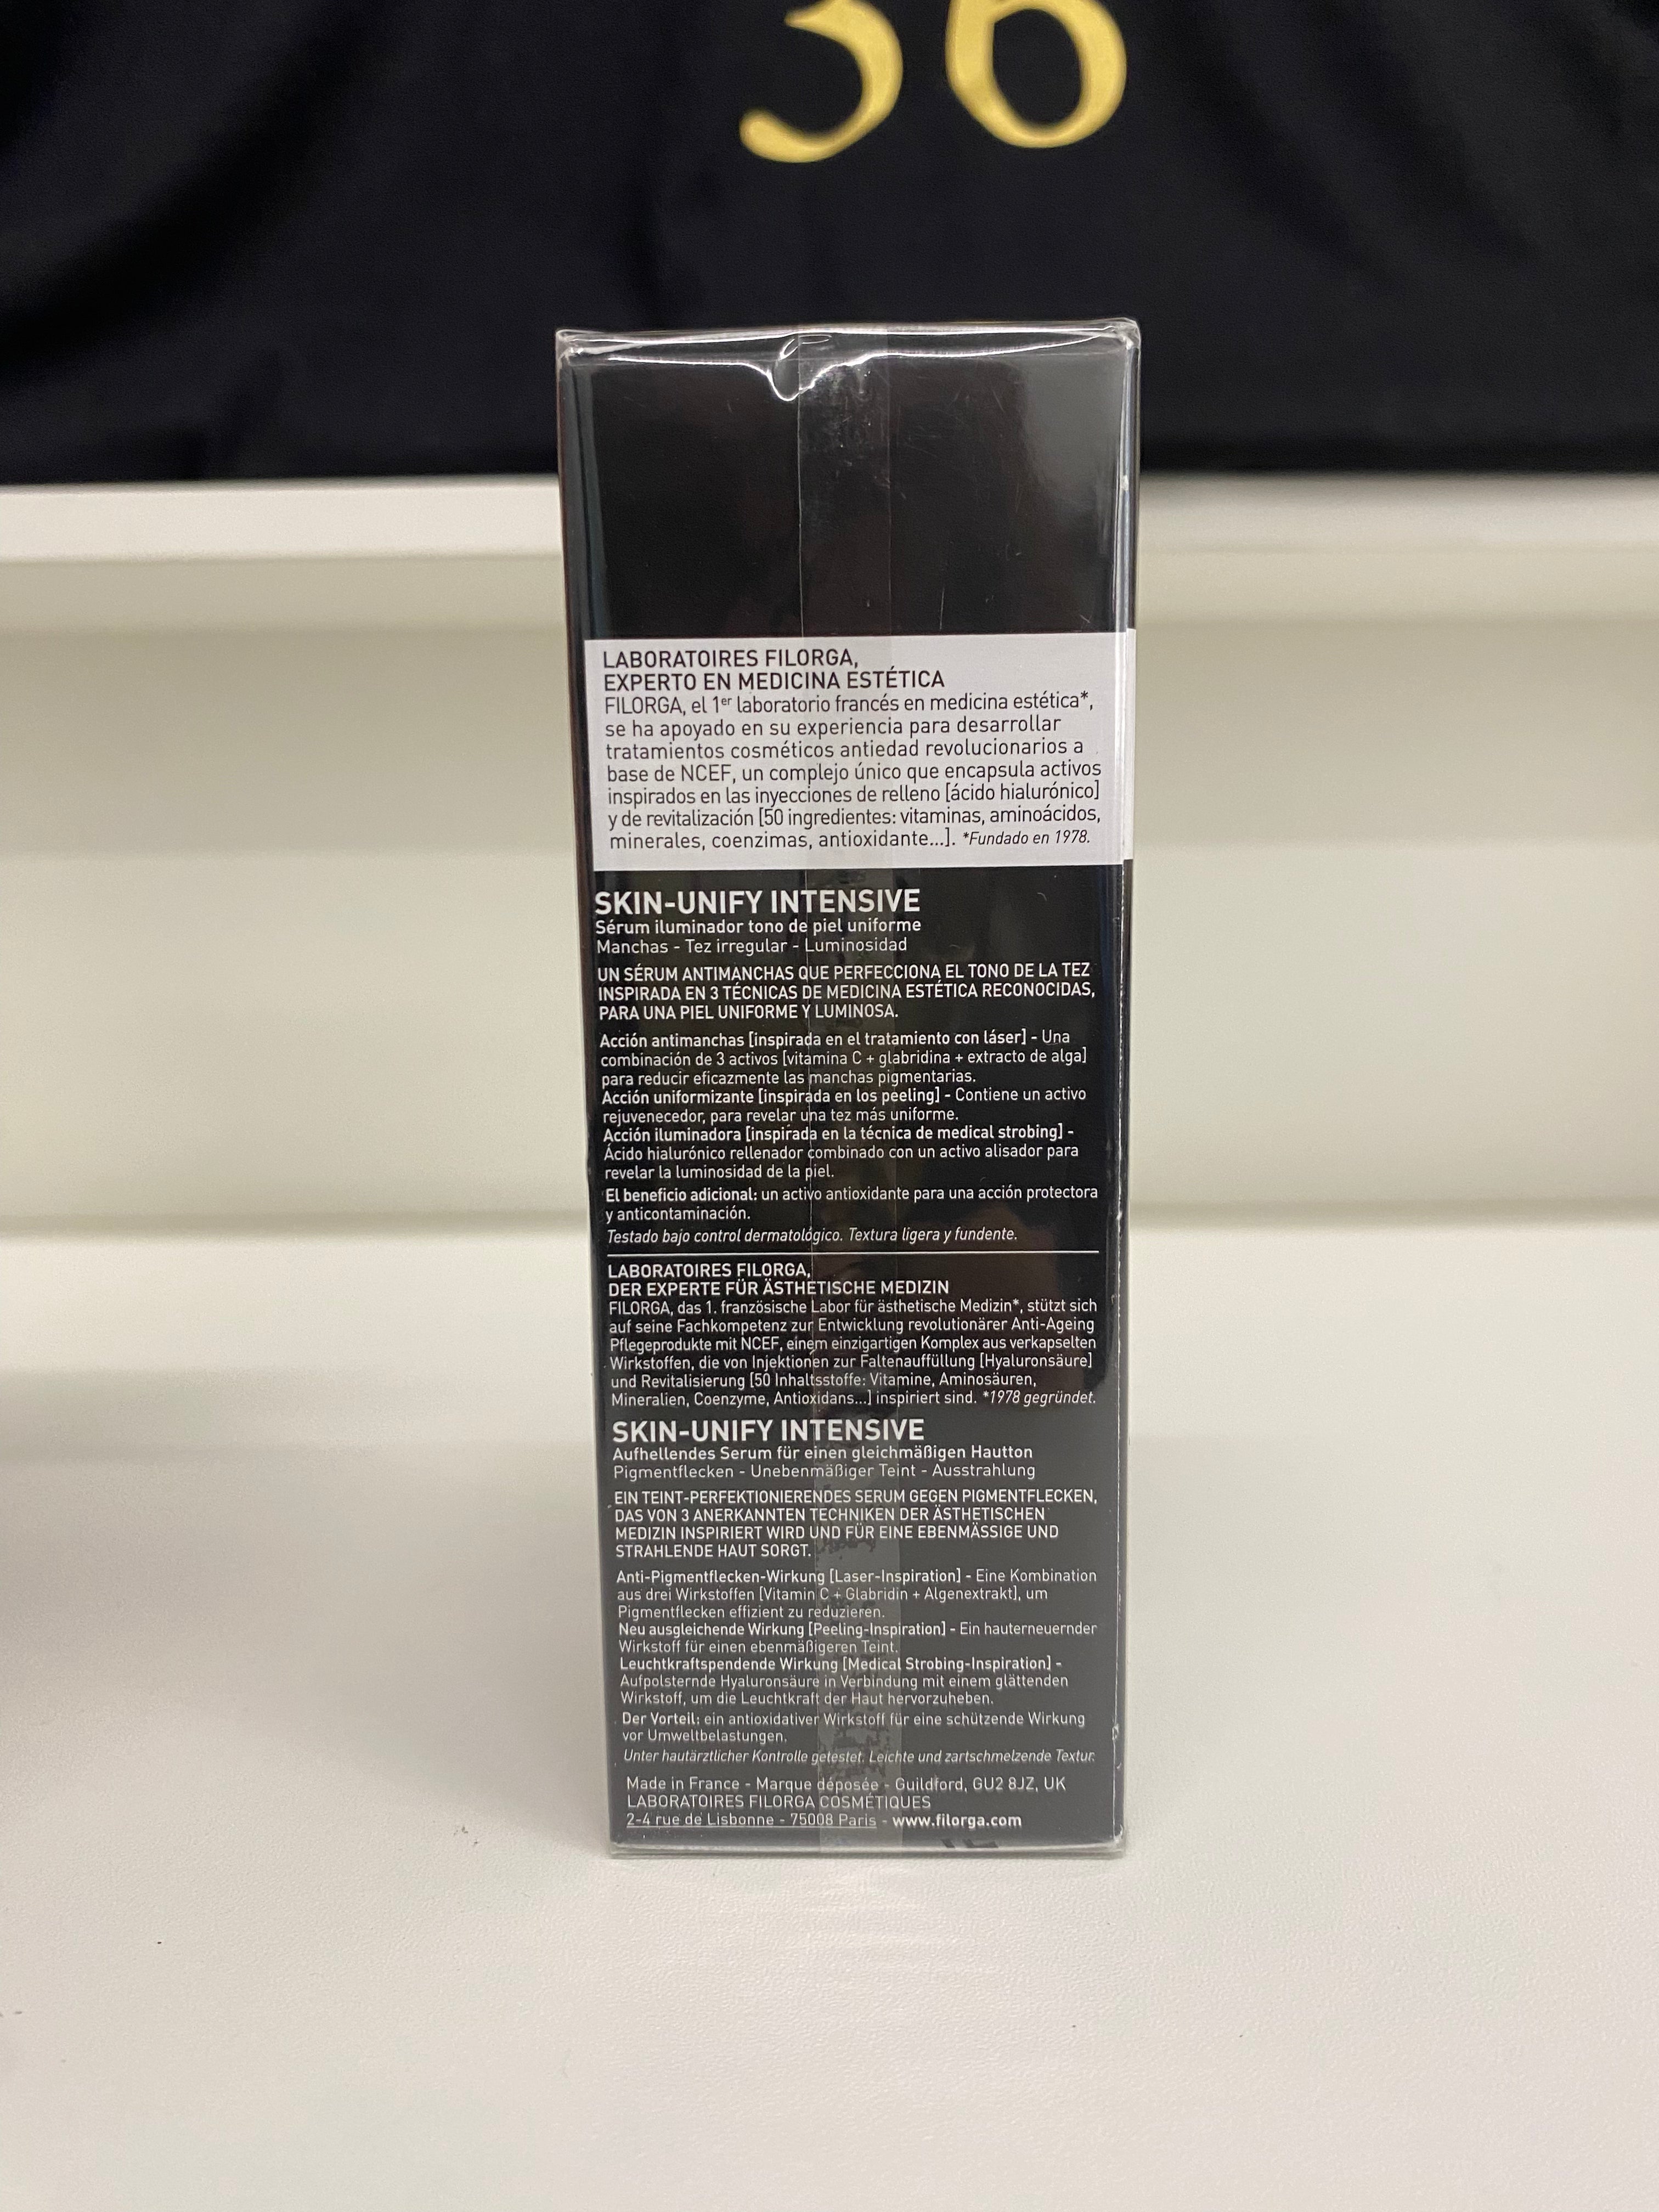 36
LABORATOIRES FILORGA,
EXPERTO EN MEDICINA ESTÉTICA
FILORGA, el 1er laboratorio francés en medicina estética*,
se ha apoyado en su experiencia para desarrollar
tratamientos cosméticos antiedad revolucionarios a
base de NCEF, un complejo único que encapsula activos
inspirados en las inyecciones de relleno [ácido hialurónico]
y de revitalización [50 ingredientes: vitaminas, aminoácidos,
minerales, coenzimas, antioxidante...]. *Fundado en 1978.
SKIN-UNIFY INTENSIVE
Sérum iluminador tono de piel uniforme
Manchas - Tez irregular - Luminosidad
UN SÉRUM ANTIMANCHAS QUE PERFECCIONA EL TONO DE LA TEZ
INSPIRADA EN 3 TÉCNICAS DE MEDICINA ESTÉTICA RECONOCIDAS,
PARA UNA PIEL UNIFORME Y LUMINOSA.
Acción antimanchas [inspirada en el tratamiento con láser] - Una
combinación de 3 activos [vitamina C + glabridina + extracto de alga]
para reducir eficazmente las manchas pigmentarias.
Acción uniformizante [inspirada en los peeling] - Contiene un activo
rejuvenecedor, para revelar una tez más uniforme.
Acción iluminadora [inspirada en la técnica de medical strobing] -
Ácido hialurónico rellenador combinado con un activo alisador para
revelar la luminosidad de la piel.
El beneficio adicional: un activo antioxidante para una acción protectora
y anticontaminación.
Testado bajo control dermatológico. Textura ligera y fundente.
LABORATOIRES FILORGA,
DER EXPERTE FÜR ÄSTHETISCHE MEDIZIN
FILORGA, das 1. französische Labor für ästhetische Medizin*, stützt sich
auf seine Fachkompetenz zur Entwicklung revolutionärer Anti-Ageing
Pflegeprodukte mit NCEF, einem einzigartigen Komplex aus verkapselten
Wirkstoffen, die von Injektionen zur Faltenauffüllung [Hyaluronsäure]
und Revitalisierung [50 Inhaltsstoffe: Vitamine, Aminosäuren,
Mineralien, Coenzyme, Antioxidans...] inspiriert sind. *1978 gegründet.
SKIN-UNIFY INTENSIVE
Aufhellendes Serum für einen gleichmäßigen Hautton
Pigmentflecken - Unebenmäßiger Teint - Ausstrahlung
EIN TEINT-PERFEKTIONIERENDES SERUM GEGEN PIGMENTFLECKEN,
DAS VON 3 ANERKANNTEN TECHNIKEN DER ÄSTHETISCHEN
MEDIZIN INSPIRIERT WIRD UND FÜR EINE EBENMÄSSIGE UND
STRAHLENDE HAUT SORGT.
Anti-Pigmentflecken-Wirkung [Laser-Inspiration] - Eine Kombination
aus drei Wirkstoffen [Vitamin C + Glabridin + Algenextrakt], um
Pigmentflecken effizient zu reduzieren.
Neu ausgleichende Wirkung [Peeling-Inspiration] - Ein hauterneuernder
Wirkstoff für einen ebenmäßigeren Teint.
Leuchtkraftspendende Wirkung [Medical Strobing-Inspiration] -
Aufpolsternde Hyaluronsäure in Verbindung mit einem glättenden
Wirkstoff, um die Leuchtkraft der Haut hervorzuheben.
Der Vorteil: ein antioxidativer Wirkstoff für eine schützende Wirkung
vor Umweltbelastungen.
Unter hautärztlicher Kontrolle getestet. Leichte und zartschmelzende Textur.
Made in France - Marque déposée - Guildford, GU2 8JZ, UK
LABORATOIRES FILORGA COSMÉTIQUES
2-4 rue de Lisbonne - 75008 Paris - www.filorga.com